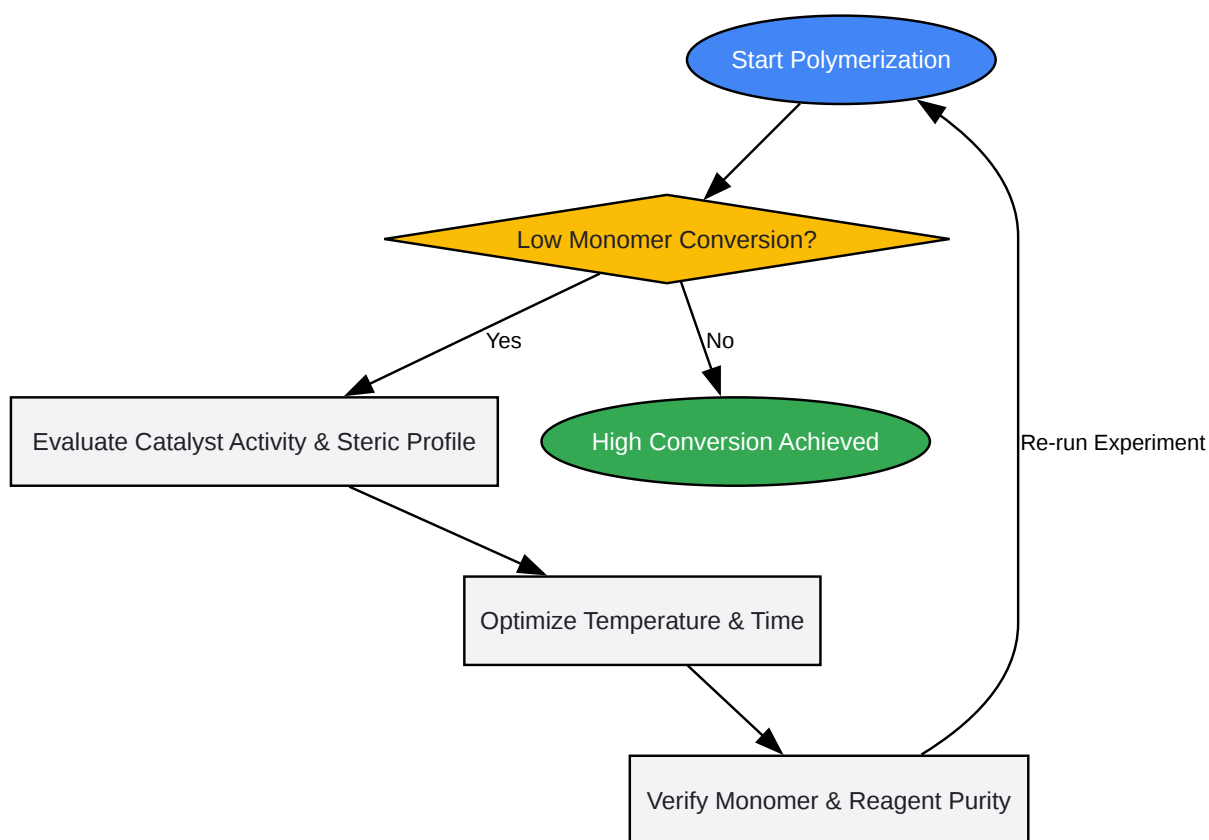 Start Polymerization
Low Monomer Conversion?
Yes
No
Evaluate Catalyst Activity & Steric Profile
High Conversion Achieved
Re-run Experiment
Optimize Temperature & Time
Verify Monomer & Reagent Purity